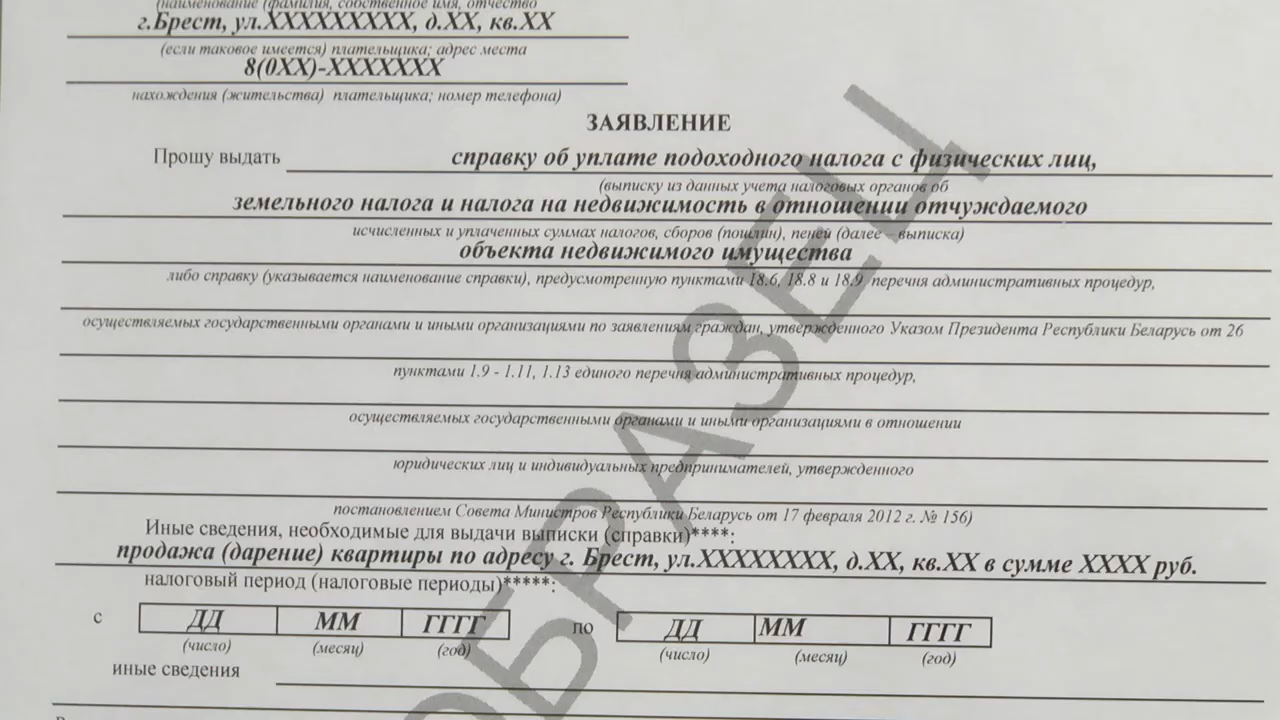 (наименование (фамилия, собственное имя, отчество
г.Брест, ул.XXXXXXXXX, д.XX, кв.XX
(если таковое имеется) плательщика; адрес места
8(0XX)-XXXXXXX
нахождения (жительства) плательщика; номер телефона)
ЗАЯВЛЕНИЕ
Прошу выдать справку об уплате подоходного налога с физических лиц,
(выписку из данных учета налоговых органов об
земельного налога и налога на недвижимость в отношении отчуждаемого
исчисленных и уплаченных суммах налогов, сборов (пошлин), пеней (далее – выписка)
объекта недвижимого имущества
либо справку (указывается наименование справки), предусмотренную пунктами 18.6, 18.8 и 18.9 перечня административных процедур,
осуществляемых государственными органами и иными организациями по заявлениям граждан, утвержденного Указом Президента Республики Беларусь от 26
пунктами 1.9 - 1.11, 1.13 единого перечня административных процедур,
осуществляемых государственными органами и иными организациями в отношении
юридических лиц и индивидуальных предпринимателей, утвержденного
постановлением Совета Министров Республики Беларусь от 17 февраля 2012 г. № 156)
Иные сведения, необходимые для выдачи выписки (справки)****:
продажа (дарение) квартиры по адресу г. Брест, ул.XXXXXXXX, д.XX, кв.XX в сумме XXXX руб.
налоговый период (налоговые периоды)*****:
с ДД ММ ГГГГ по ДД ММ ГГГГ
(число) (месяц) (год) (число) (месяц) (год)
иные сведения
ОБРАЗЕЦ